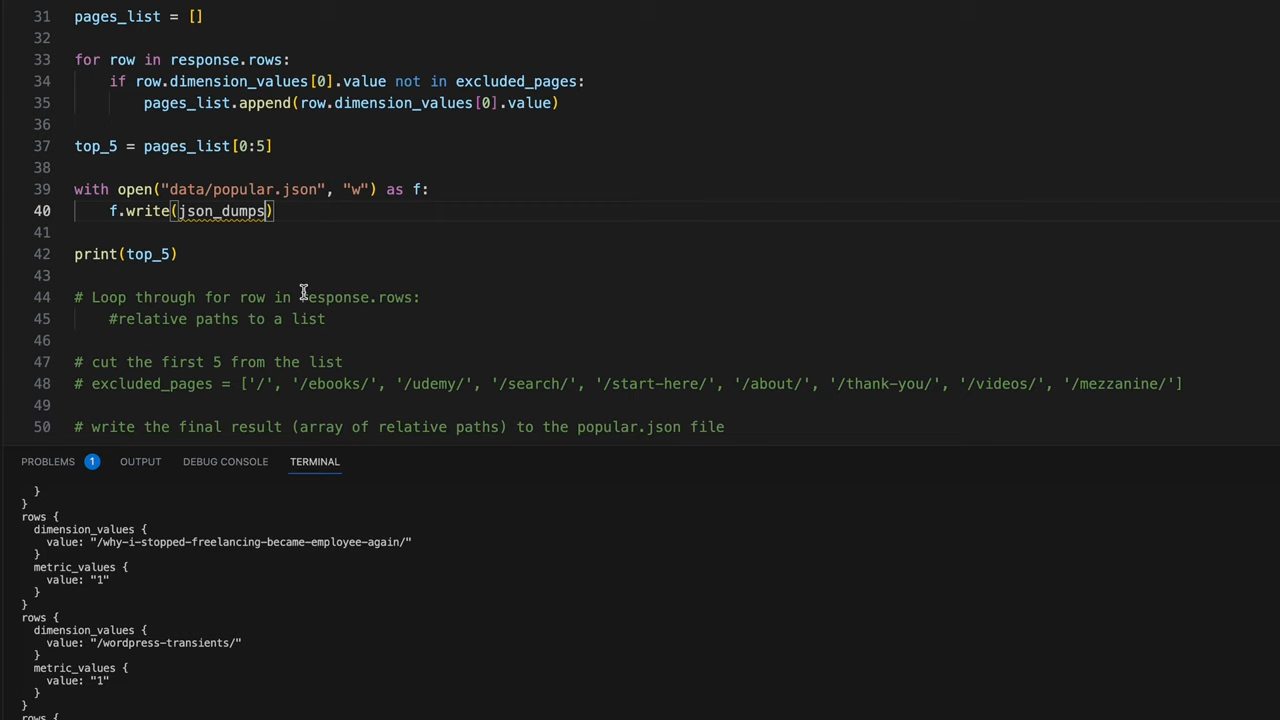 31 pages_list = []
32
33 for row in response.rows:
34 if row.dimension_values[0].value not in excluded_pages:
35 pages_list.append(row.dimension_values[0].value)
36
37 top_5 = pages_list[0:5]
38
39 with open("data/popular.json", "w") as f:
40 f.write(json_dumps)
41
42 print(top_5)
43
44 # Loop through for row in response.rows:
45 #relative paths to a list
46
47 # cut the first 5 from the list
48 # excluded_pages = ['/', '/ebooks/', '/udemy/', '/search/', '/start-here/', '/about/', '/thank-you/', '/videos/', '/mezzanine/']
49
50 # write the final result (array of relative paths) to the popular.json file
PROBLEMS 1 OUTPUT DEBUG CONSOLE TERMINAL
}
}
rows {
dimension_values {
value: "/why-i-stopped-freelancing-became-employee-again/"
}
metric_values {
value: "1"
}
}
rows {
dimension_values {
value: "/wordpress-transients/"
}
metric_values {
value: "1"
}
}
rows {